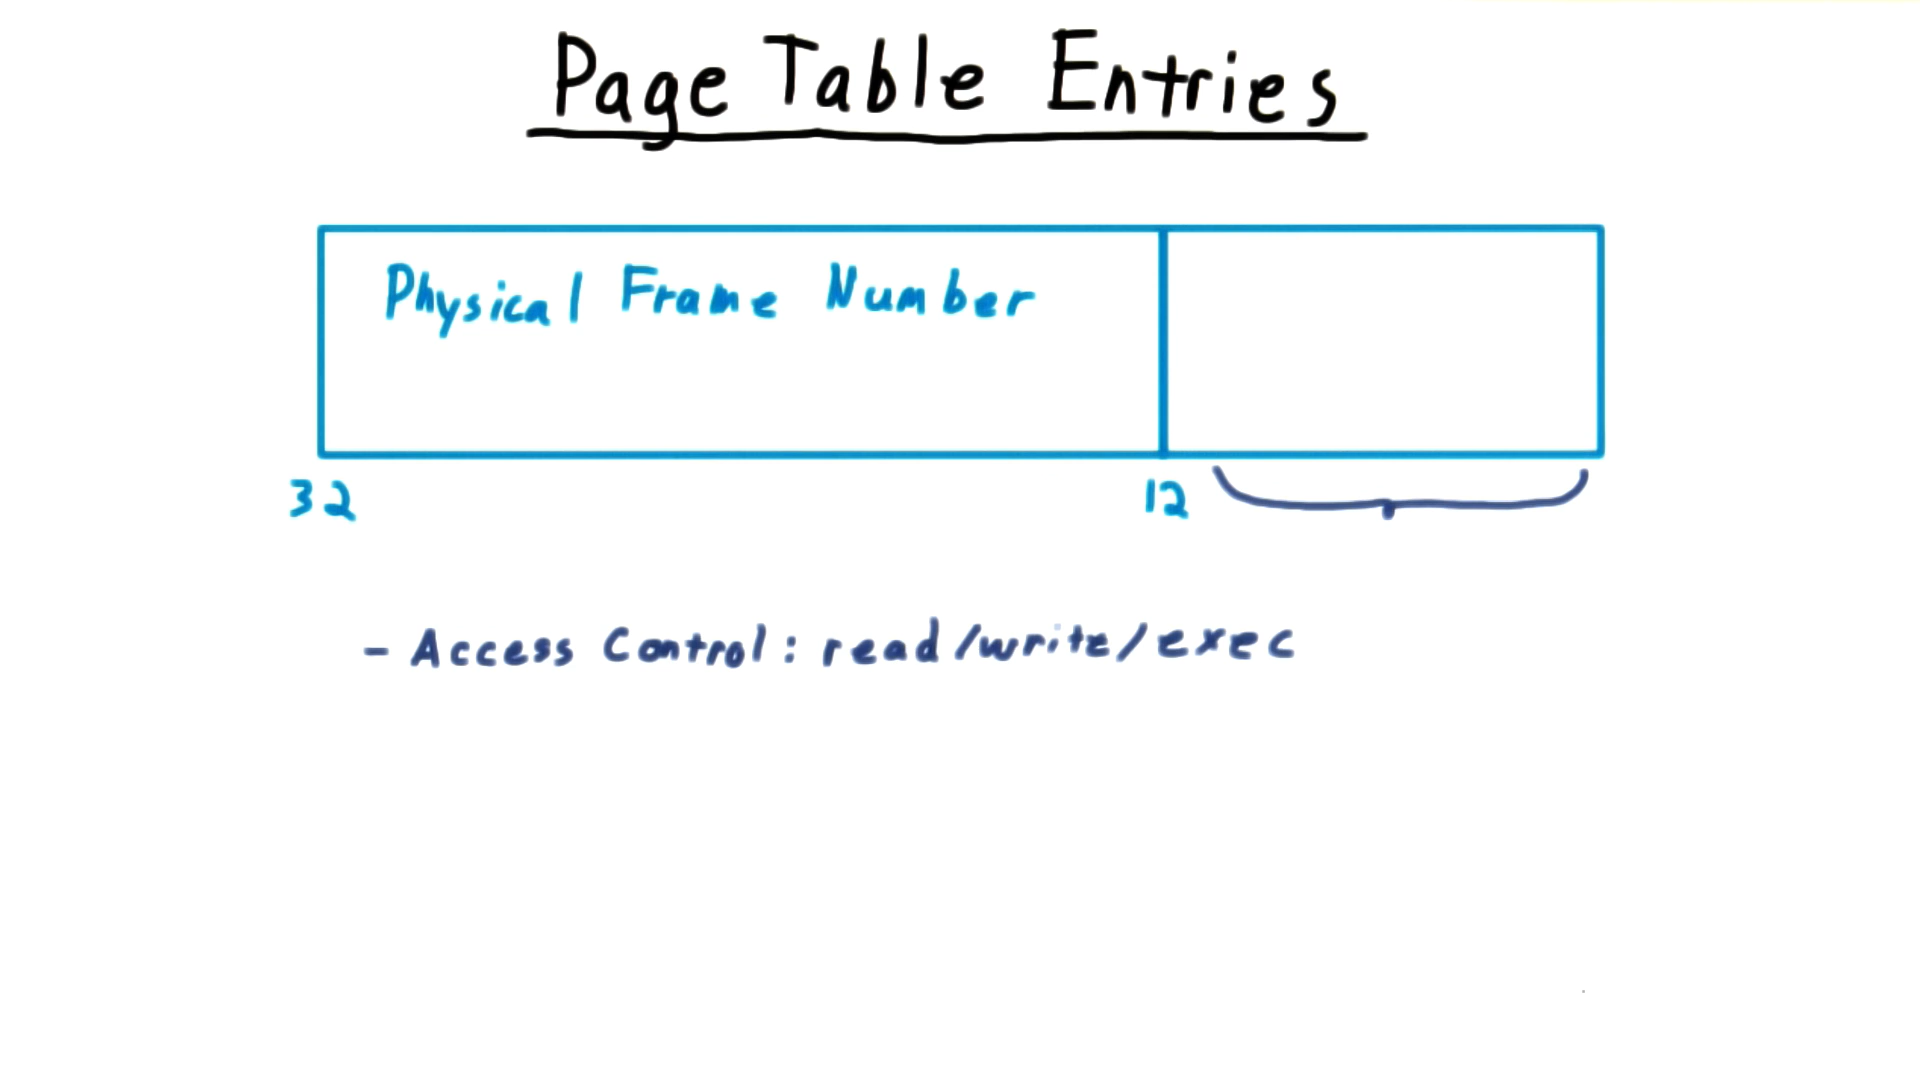 Page Table Entries
Physical Frame Number
32 12
- Access Control: read/write/exec